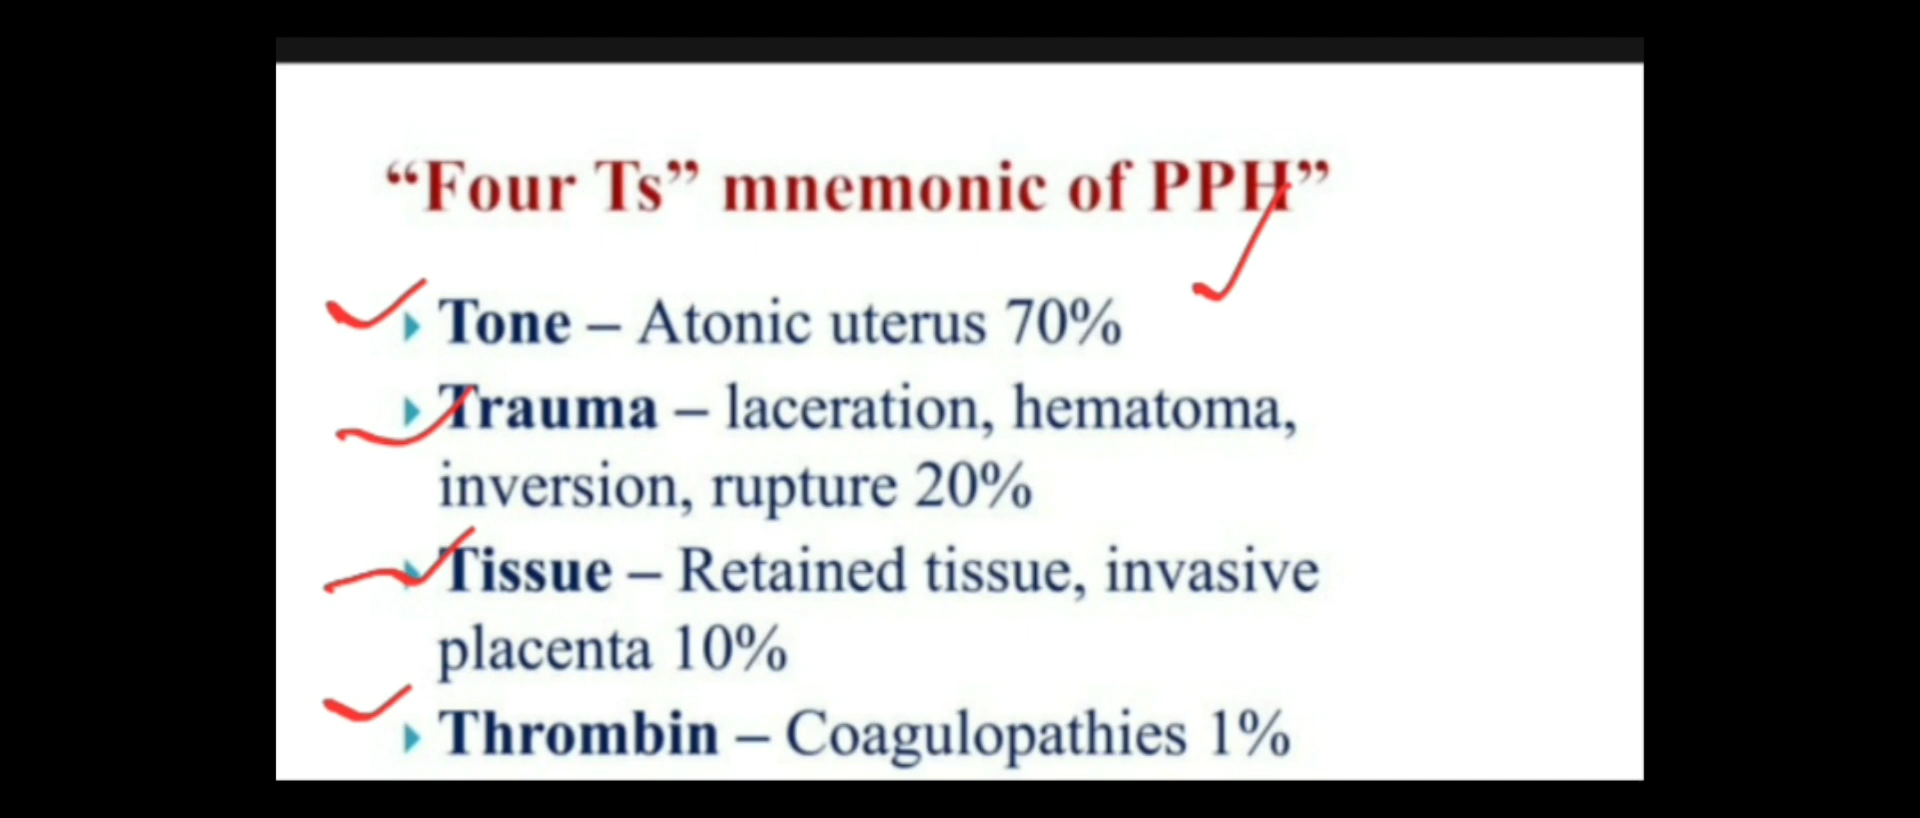 “Four Ts” mnemonic of PPH”
Tone – Atonic uterus 70%
Trauma – laceration, hematoma,
inversion, rupture 20%
Tissue – Retained tissue, invasive
placenta 10%
Thrombin – Coagulopathies 1%